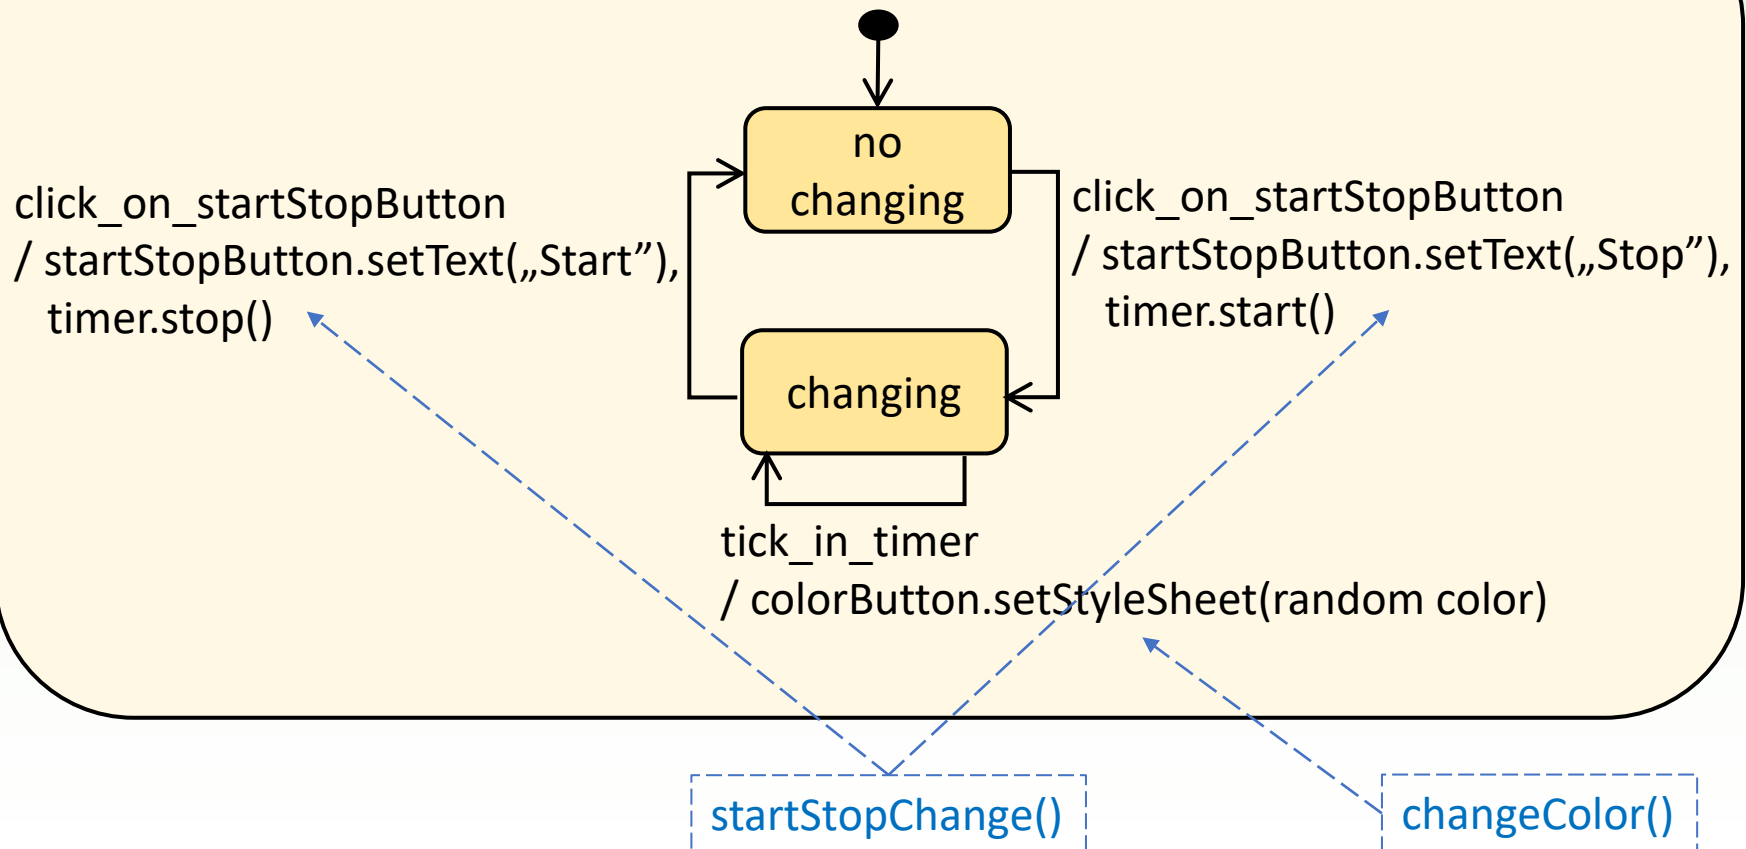 no
changing
click_on_startStopButton
/ startStopButton.setText(„Start”),
timer.stop()
click_on_startStopButton
/ startStopButton.setText(„Stop”),
timer.start()
changing
tick_in_timer
/ colorButton.setStyleSheet(random color)
startStopChange()
changeColor()